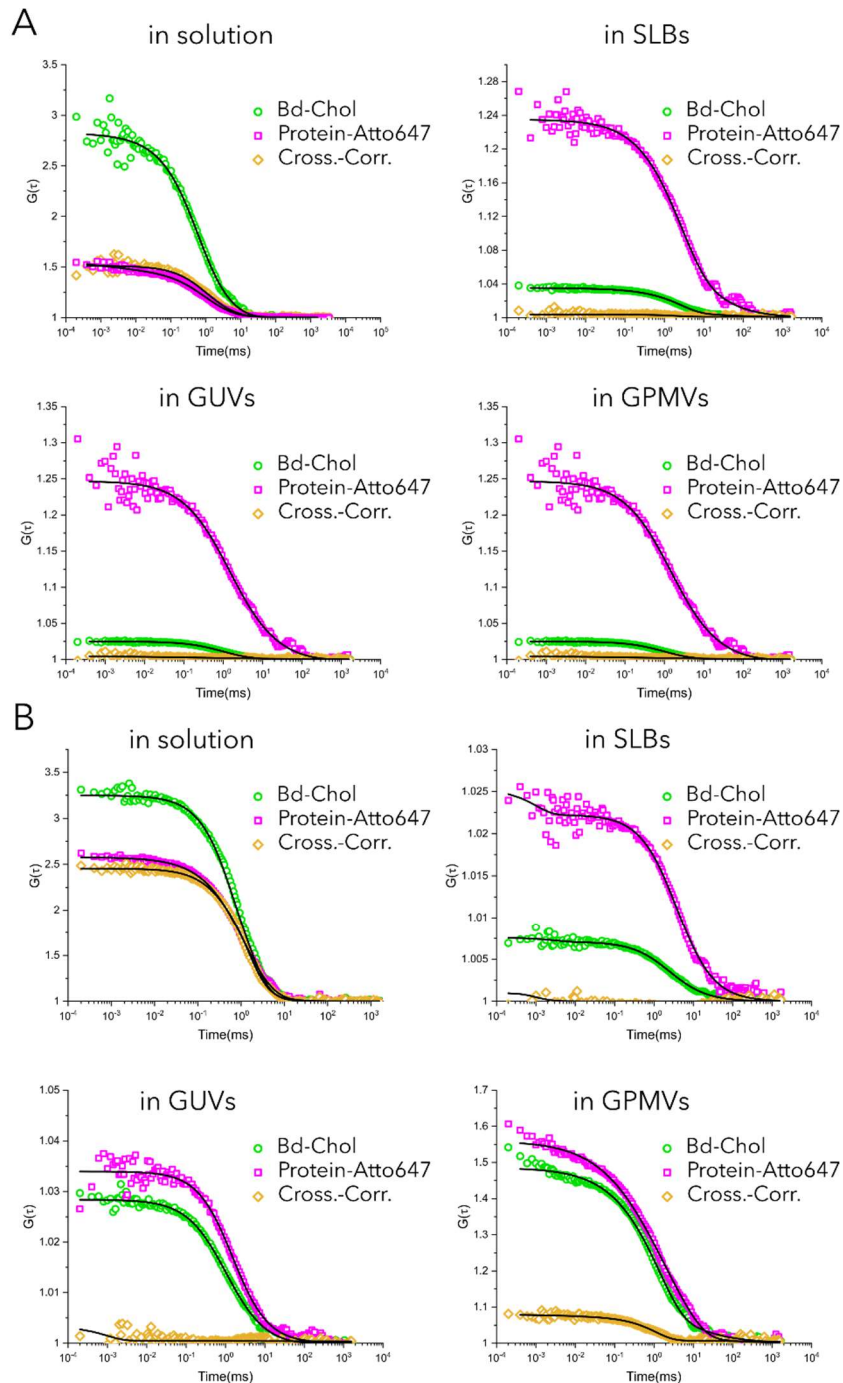 A
in solution
3.5
3
2.5
2
1.5
1
G(τ)
10⁻⁴ 10⁻³ 10⁻² 10⁻¹ 10⁰ 10¹ 10² 10³ 10⁴ 10⁵
Time(ms)
Bd-Chol
Protein-Atto647
Cross.-Corr.
in SLBs
1.28
1.24
1.2
1.16
1.12
1.08
1.04
1
G(τ)
10⁻⁴ 10⁻³ 10⁻² 10⁻¹ 10⁰ 10¹ 10² 10³ 10⁴
Time(ms)
Bd-Chol
Protein-Atto647
Cross.-Corr.
in GUVs
1.35
1.3
1.25
1.2
1.15
1.1
1.05
1
G(τ)
10⁻⁴ 10⁻³ 10⁻² 10⁻¹ 10⁰ 10¹ 10² 10³ 10⁴
Time(ms)
Bd-Chol
Protein-Atto647
Cross.-Corr.
in GPMVs
1.35
1.3
1.25
1.2
1.15
1.1
1.05
1
G(τ)
10⁻⁴ 10⁻³ 10⁻² 10⁻¹ 10⁰ 10¹ 10² 10³ 10⁴
Time(ms)
Bd-Chol
Protein-Atto647
Cross.-Corr.
B
in solution
3.5
3
2.5
2
1.5
1
G(τ)
10⁻⁴ 10⁻³ 10⁻² 10⁻¹ 10⁰ 10¹ 10² 10³
Time(ms)
Bd-Chol
Protein-Atto647
Cross.-Corr.
in SLBs
1.03
1.025
1.02
1.015
1.01
1.005
1
G(τ)
10⁻⁴ 10⁻³ 10⁻² 10⁻¹ 10⁰ 10¹ 10² 10³ 10⁴
Time(ms)
Bd-Chol
Protein-Atto647
Cross.-Corr.
in GUVs
1.05
1.04
1.03
1.02
1.01
1
G(τ)
10⁻⁴ 10⁻³ 10⁻² 10⁻¹ 10⁰ 10¹ 10² 10³ 10⁴
Time(ms)
Bd-Chol
Protein-Atto647
Cross.-Corr.
in GPMVs
1.7
1.6
1.5
1.4
1.3
1.2
1.1
1
G(τ)
10⁻⁴ 10⁻³ 10⁻² 10⁻¹ 10⁰ 10¹ 10² 10³ 10⁴
Time(ms)
Bd-Chol
Protein-Atto647
Cross.-Corr.